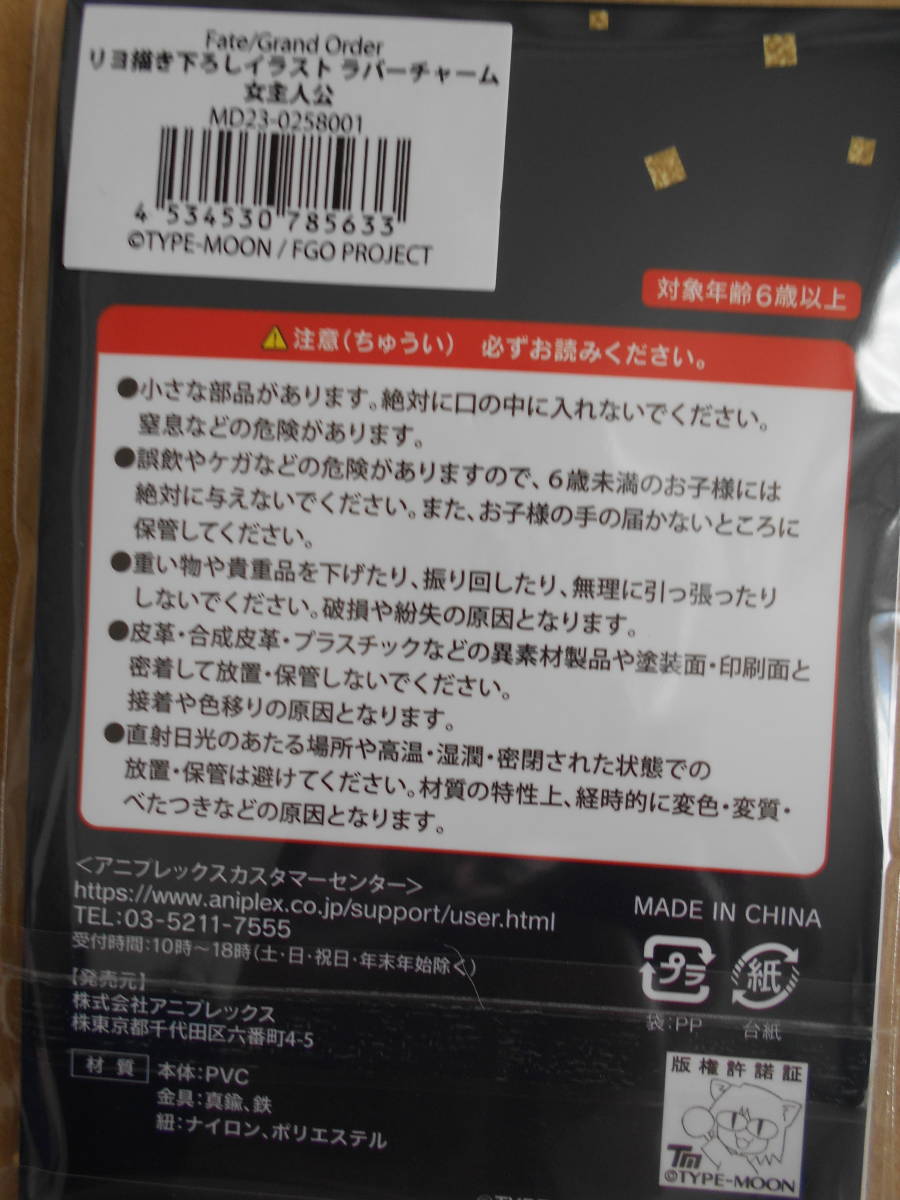 Fate/Grand Order
リヨ描き下ろしイラスト ラバーチャーム
女主人公
MD23-0258001
4 534530 785633
©TYPE-MOON / FGO PROJECT
対象年齢6歳以上
注意(ちゅうい) 必ずお読みください。
●小さな部品があります。絶対に口の中に入れないでください。
窒息などの危険があります。
●誤飲やケガなどの危険がありますので、6歳未満のお子様には
絶対に与えないでください。また、お子様の手の届かないところに
保管してください。
●重い物や貴重品を下げたり、振り回したり、無理に引っ張ったり
しないでください。破損や紛失の原因となります。
●皮革・合成皮革・プラスチックなどの異素材製品や塗装面・印刷面と
密着して放置・保管しないでください。
接着や色移りの原因となります。
●直射日光のあたる場所や高温・湿潤・密閉された状態での
放置・保管は避けてください。材質の特性上、経時的に変色・変質・
べたつきなどの原因となります。
<アニプレックスカスタマーセンター>
https://www.aniplex.co.jp/support/user.html
TEL:03-5211-7555
受付時間:10時〜18時(土・日・祝日・年末年始除く)
【発売元】
株式会社アニプレックス
株東京都千代田区六番町4-5
材質 本体:PVC
金具:真鍮、鉄
紐:ナイロン、ポリエステル
MADE IN CHINA
プラ 紙
袋:PP 台紙
版権許諾証
TM
©TYPE-MOON